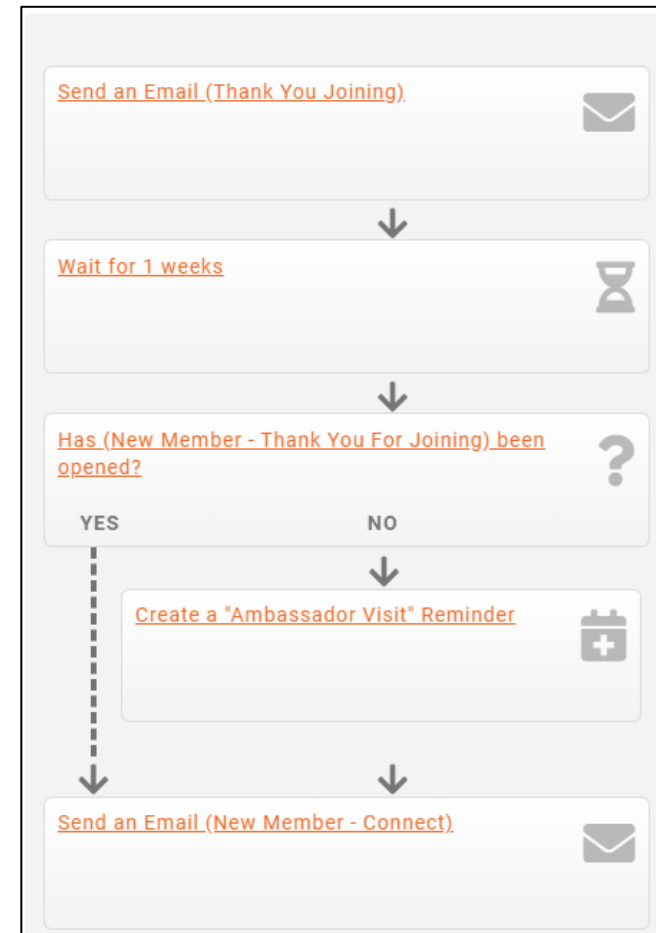 Send an Email (Thank You Joining)
Wait for 1 weeks
Has (New Member - Thank You For Joining) been
opened?
YES NO
Create a "Ambassador Visit" Reminder
Send an Email (New Member - Connect)